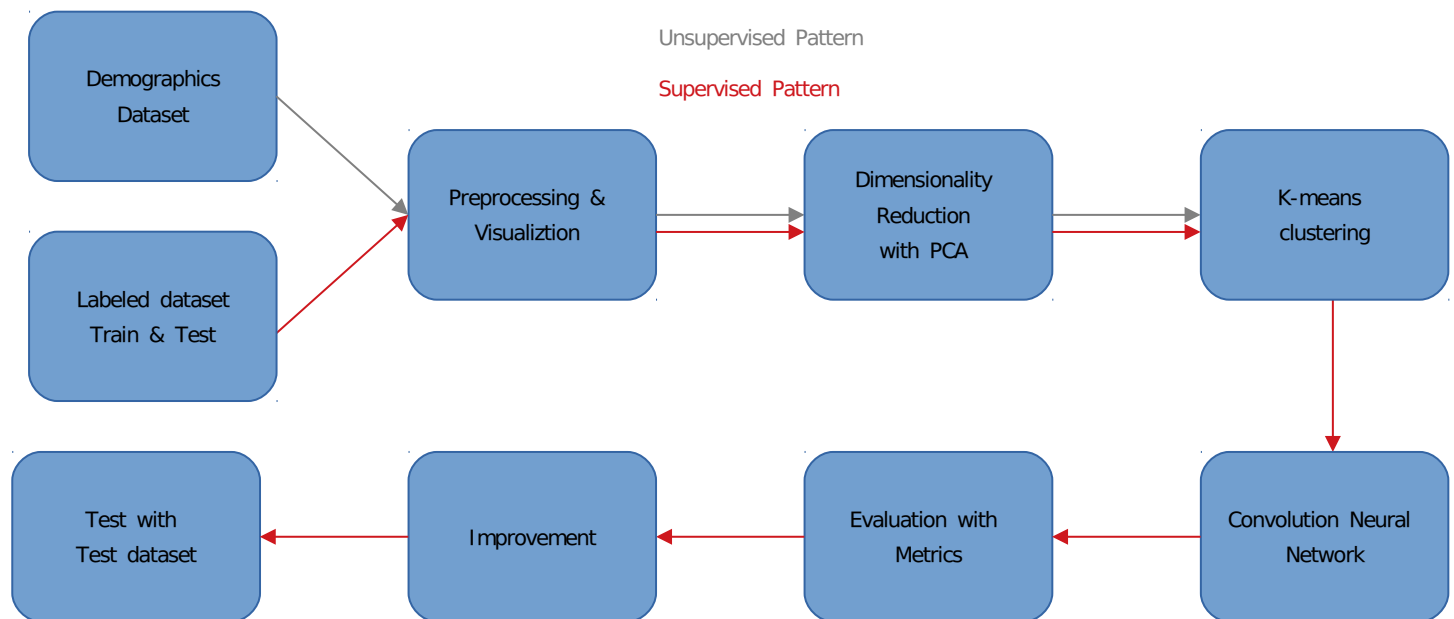 Unsupervised Pattern
Supervised Pattern
Demographics
Dataset
Labeled dataset
Train & Test
Preprocessing &
Visualiztion
Dimensionality
Reduction
with PCA
K-means
clustering
Convolution Neural
Network
Evaluation with
Metrics
Improvement
Test with
Test dataset